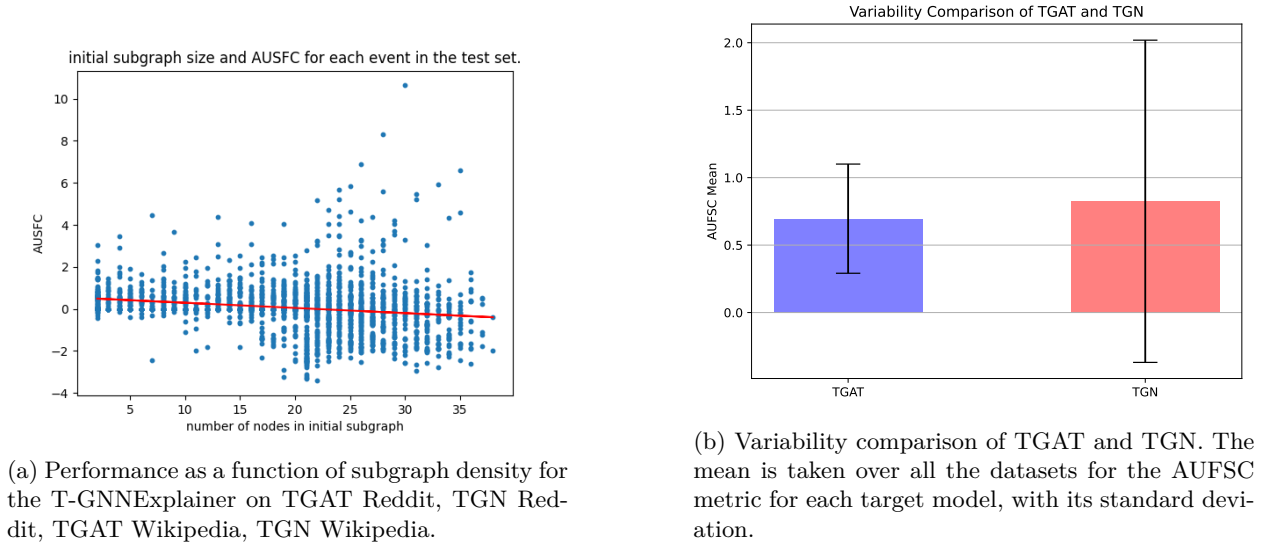 initial subgraph size and AUSFC for each event in the test set.
10
8
6
4
2
0
−2
−4
AUSFC
5 10 15 20 25 30 35
number of nodes in initial subgraph
(a) Performance as a function of subgraph density for
the T-GNNExplainer on TGAT Reddit, TGN Red-
dit, TGAT Wikipedia, TGN Wikipedia.
Variability Comparison of TGAT and TGN
2.0
1.5
1.0
0.5
0.0
AUFSC Mean
TGAT TGN
(b) Variability comparison of TGAT and TGN. The
mean is taken over all the datasets for the AUFSC
metric for each target model, with its standard devi-
ation.